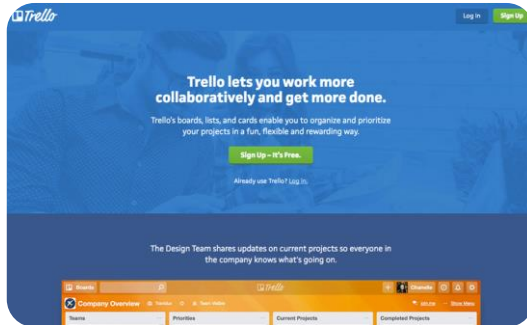 Trello
Log In
Sign Up
Trello lets you work more
collaboratively and get more done.
Trello's boards, lists, and cards enable you to organize and prioritize
your projects in a fun, flexible and rewarding way.
Sign Up – It's Free.
Already use Trello? Log in.
The Design Team shares updates on current projects so everyone in
the company knows what's going on.
Boards
Trello
Chanelle
Company Overview
Show Menu
Teams
Priorities
Current Projects
Completed Projects